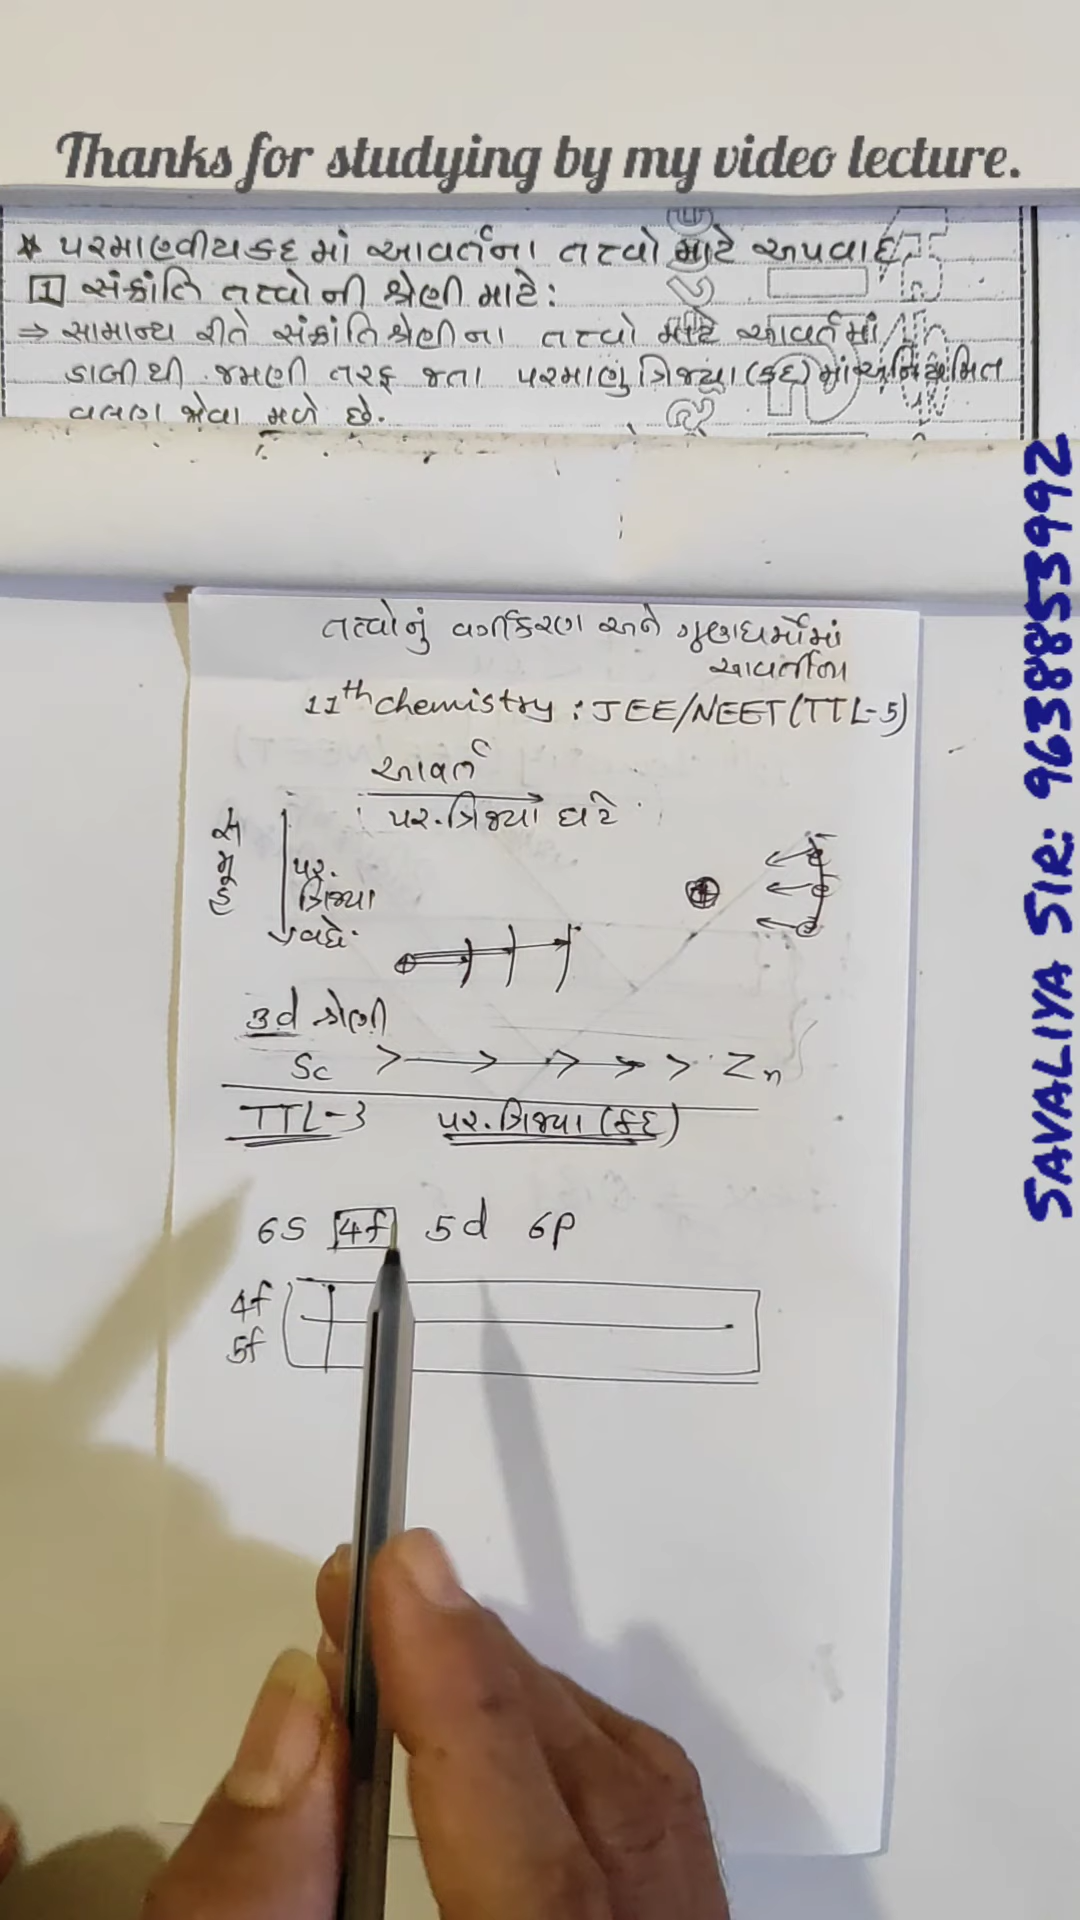 Thanks for studying by my video lecture.
* પરમાણ્વીયકદ માં આવર્તના તત્વો માટે અપવાદ.
1 સંક્રાંતિ તત્વોની શ્રેણી માટે:
⇒ સામાન્ય રીતે સંક્રાંતિશ્રેણીના તત્વો માટે આવર્તમાં
ડાબીથી જમણી તરફ જતા પરમાણુ ત્રિજ્યા (કદ) માં અનિયમિત
વલણ જોવા મળે છે.
SAVALIYA SIR: 9638853992
તત્વોનું વર્ગીકરણ અને ગુણધર્મોમાં
આવર્તીતા
11th chemistry : JEE/NEET (TTL-5)
આવર્ત
પર. ત્રિજ્યા ઘટે
સમૂહ
પર.
ત્રિજ્યા
વધે.
3d શ્રેણી
Sc > > > > > Zn
TTL-3 પર. ત્રિજ્યા (કદ)
6s 4f 5d 6p
4f
5f